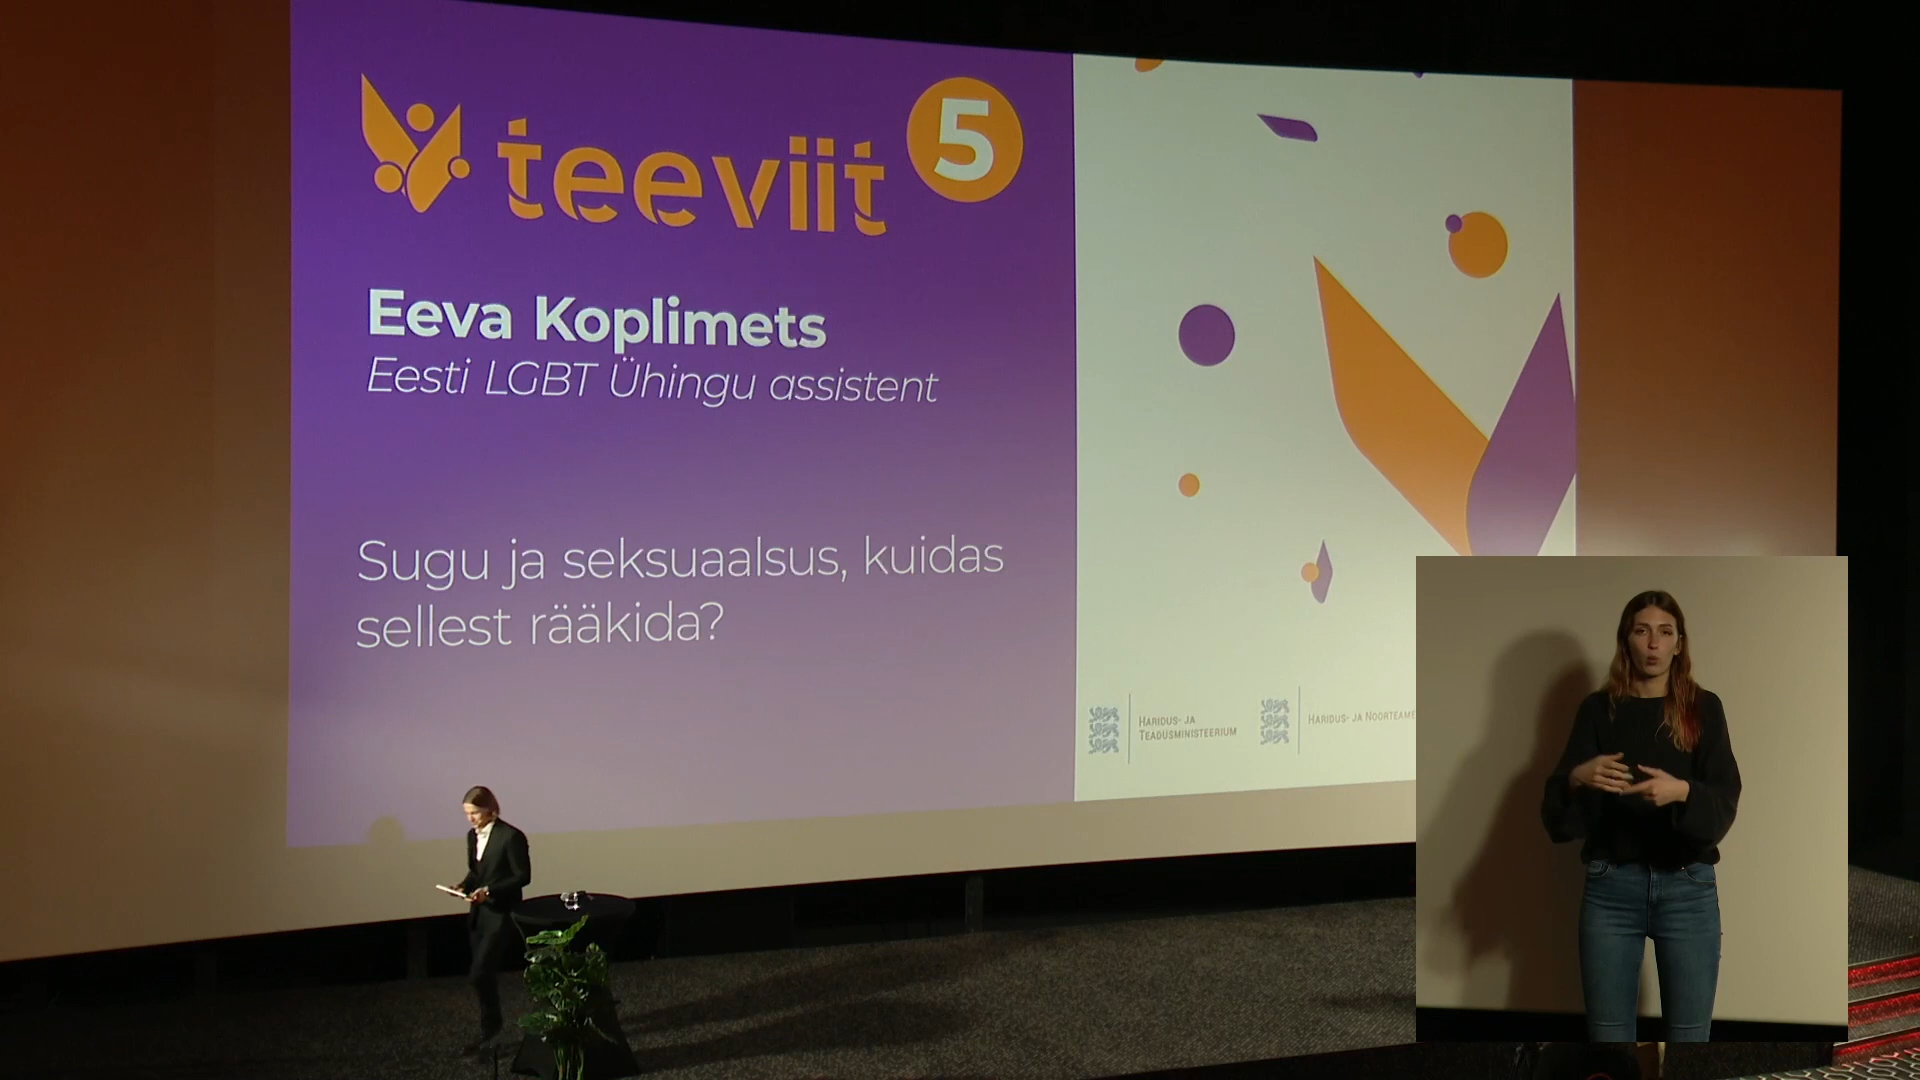 teeviit 5
Eeva Koplimets
Eesti LGBT Ühingu assistent
Sugu ja seksuaalsus, kuidas
sellest rääkida?
Haridus- ja
Teadusministeerium
Haridus- ja